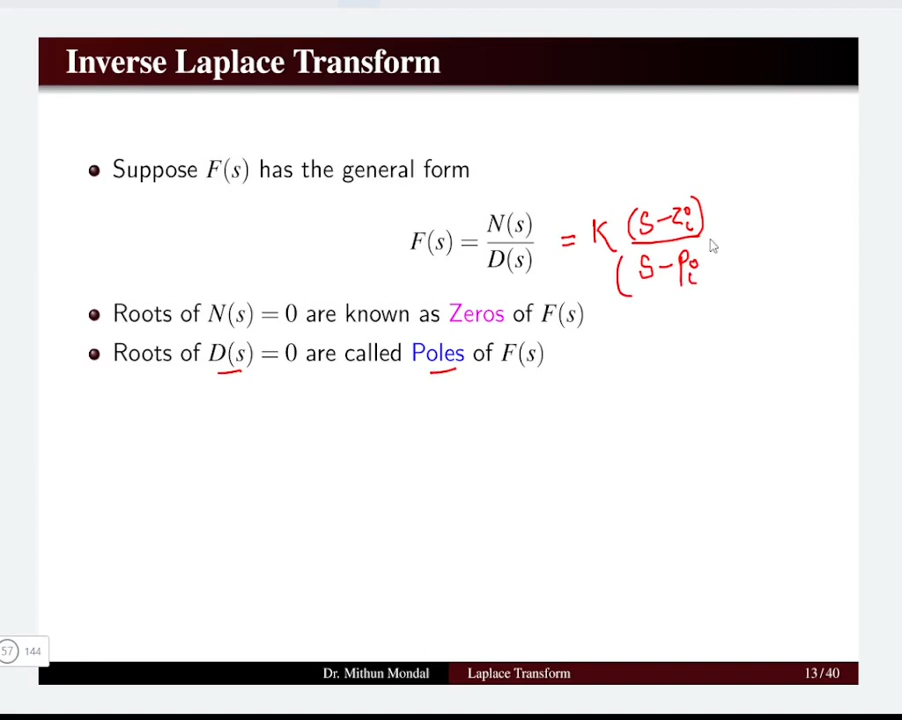 Inverse Laplace Transform
• Suppose F(s) has the general form
F(s) = N(s) / D(s) = K (S-Zi) / (S-Pi
• Roots of N(s) = 0 are known as Zeros of F(s)
• Roots of D(s) = 0 are called Poles of F(s)
57 144
Dr. Mithun Mondal Laplace Transform 13/40